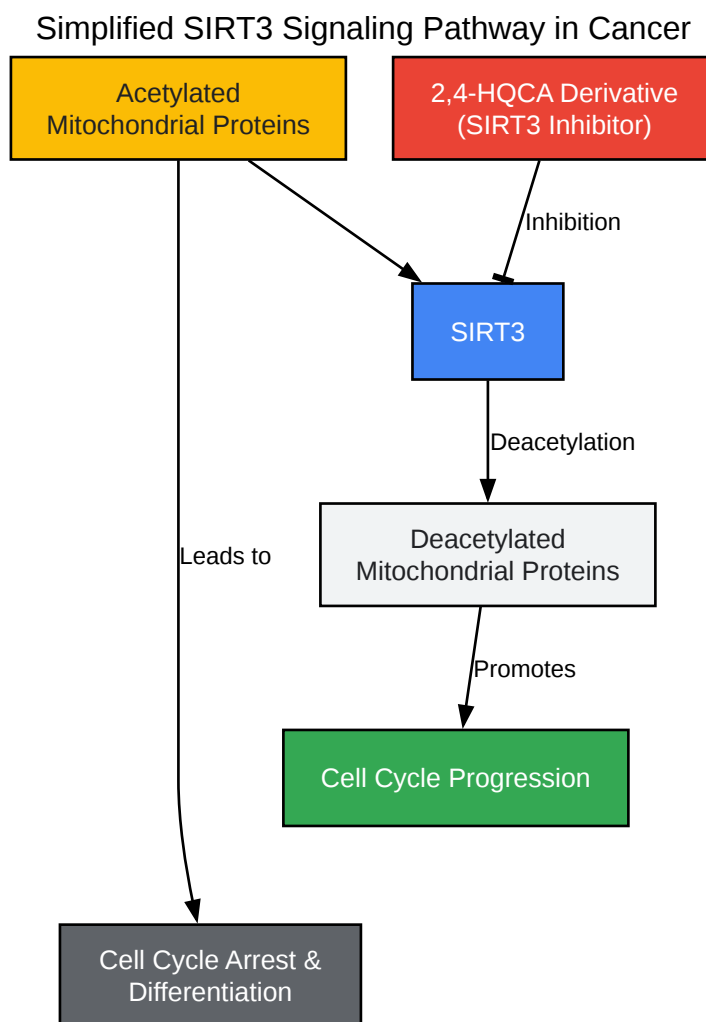 Simplified SIRT3 Signaling Pathway in Cancer
Acetylated
Mitochondrial Proteins
2,4-HQCA Derivative
(SIRT3 Inhibitor)
Inhibition
SIRT3
Deacetylation
Deacetylated
Mitochondrial Proteins
Leads to
Promotes
Cell Cycle Progression
Cell Cycle Arrest &
Differentiation